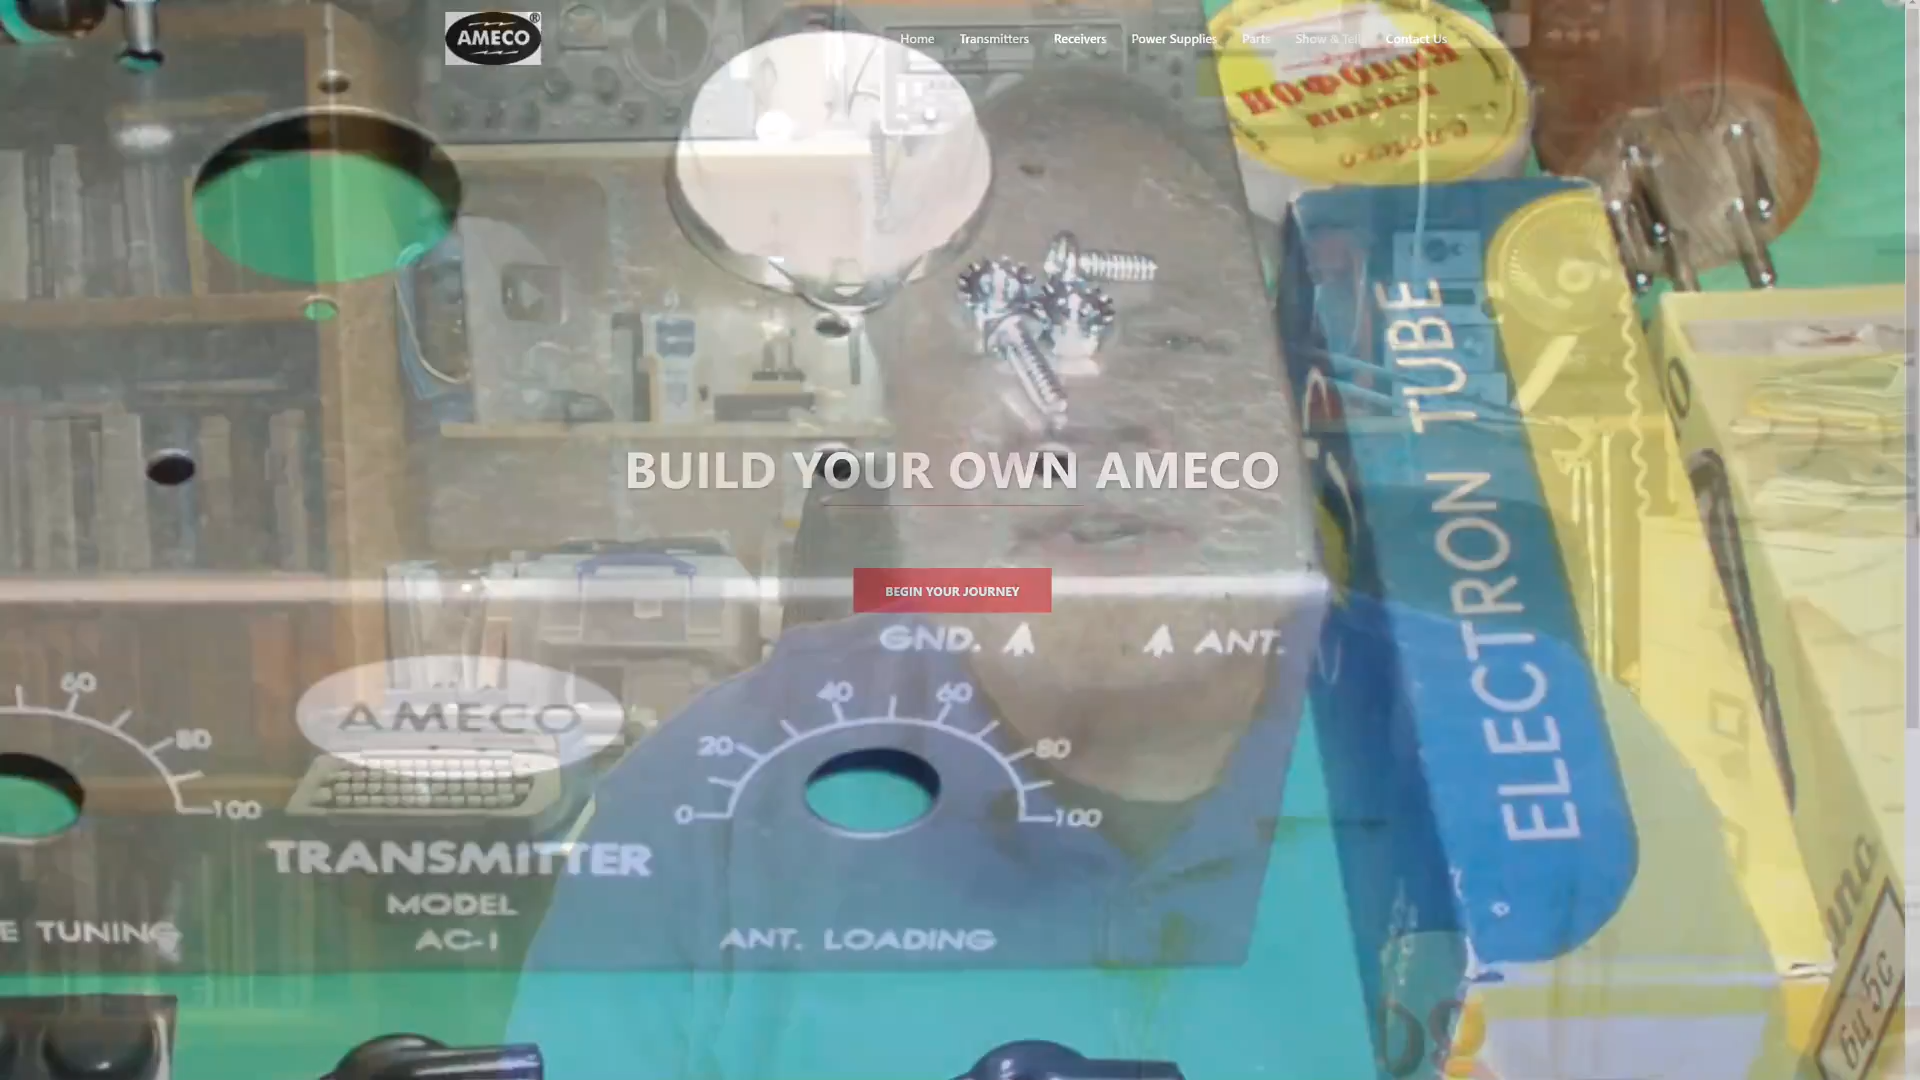 AMECO®
Home Transmitters Receivers Power Supplies Parts Show & Tell Contact Us
BUILD YOUR OWN AMECO
BEGIN YOUR JOURNEY
GND. ANT.
60
80
100
AMECO
TRANSMITTER
MODEL
AC-1
E TUNING
0 20 40 60 80 100
ANT. LOADING
ELECTRON TUBE
6Ц5С